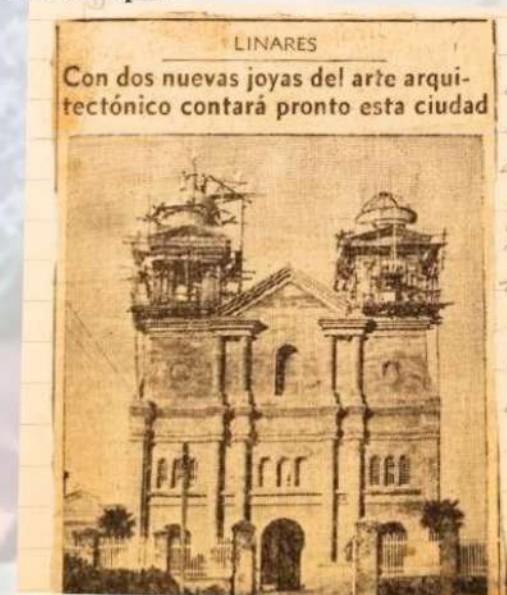 LINARES
Con dos nuevas joyas del arte arqui-
tectónico contará pronto esta ciudad